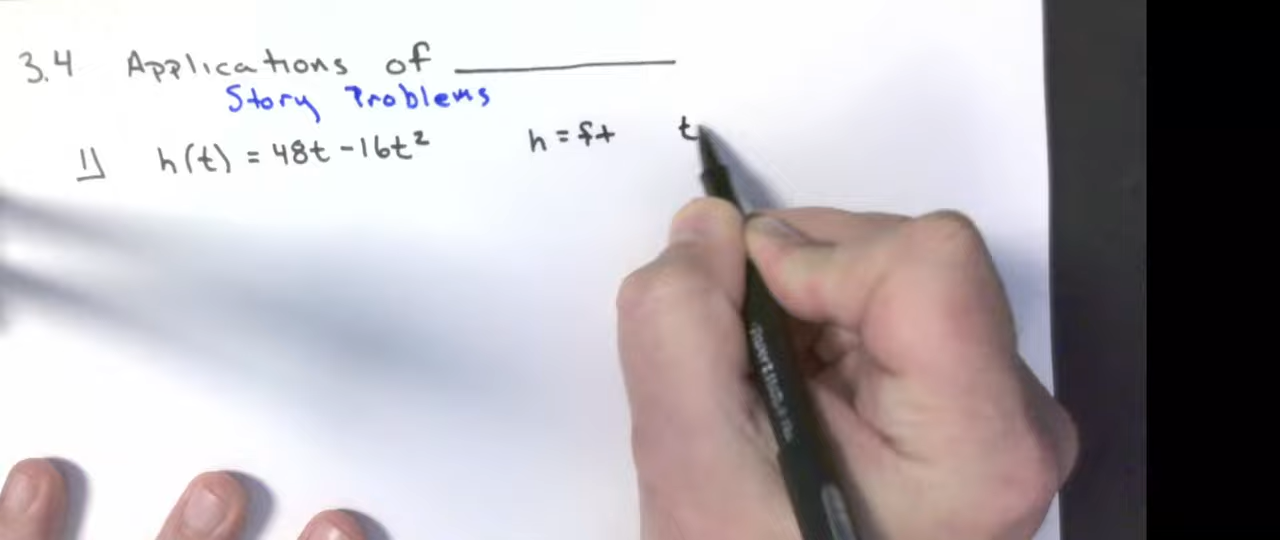 3.4 Applications of
Story Problems
1) h(t) = 48t - 16t² h = ft t